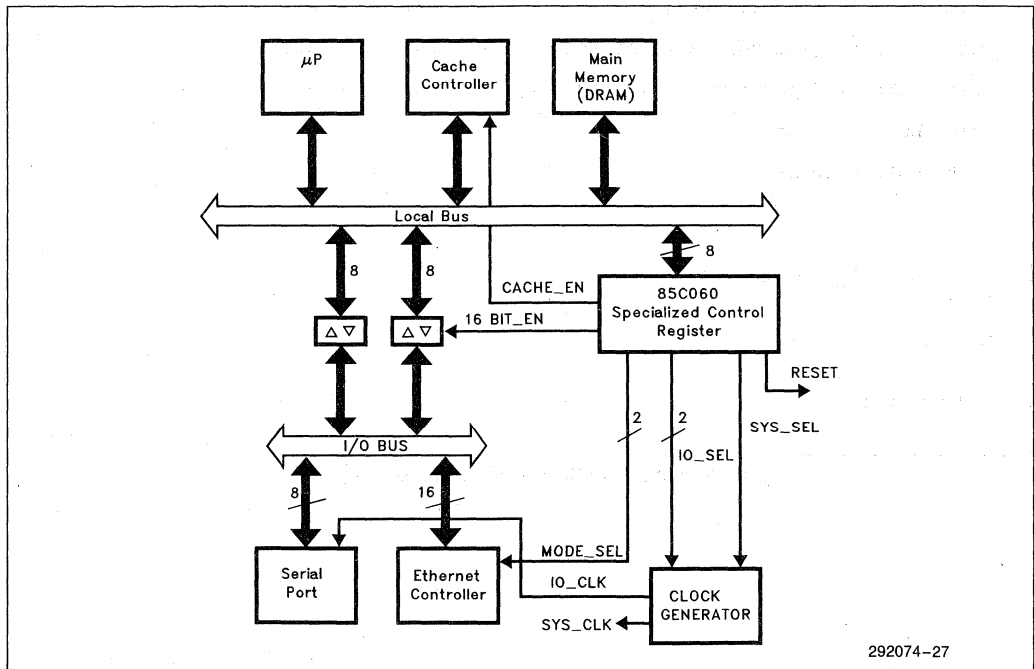 μP
Cache
Controller
Main
Memory
(DRAM)
Local Bus
8
8
8
CACHE_EN
85C060
Specialized Control
Register
16 BIT_EN
RESET
2
2
SYS_SEL
IO_SEL
I/O BUS
8
16
MODE_SEL
Serial
Port
Ethernet
Controller
IO_CLK
CLOCK
GENERATOR
SYS_CLK
292074-27